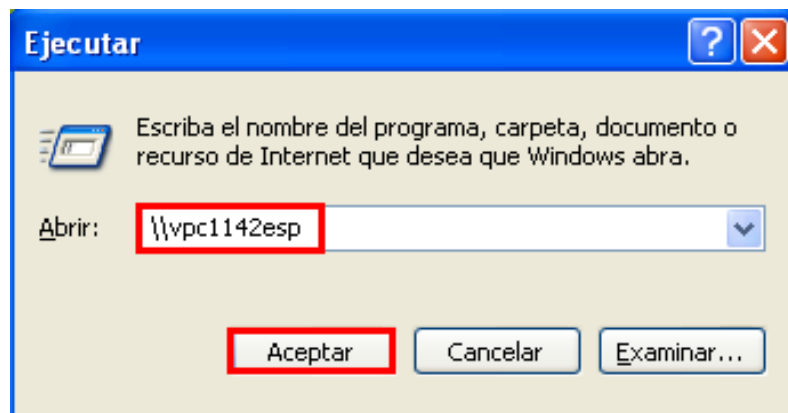 Ejecutar
Escriba el nombre del programa, carpeta, documento o
recurso de Internet que desea que Windows abra.
Abrir: \\vpc1142esp
Aceptar Cancelar Examinar...